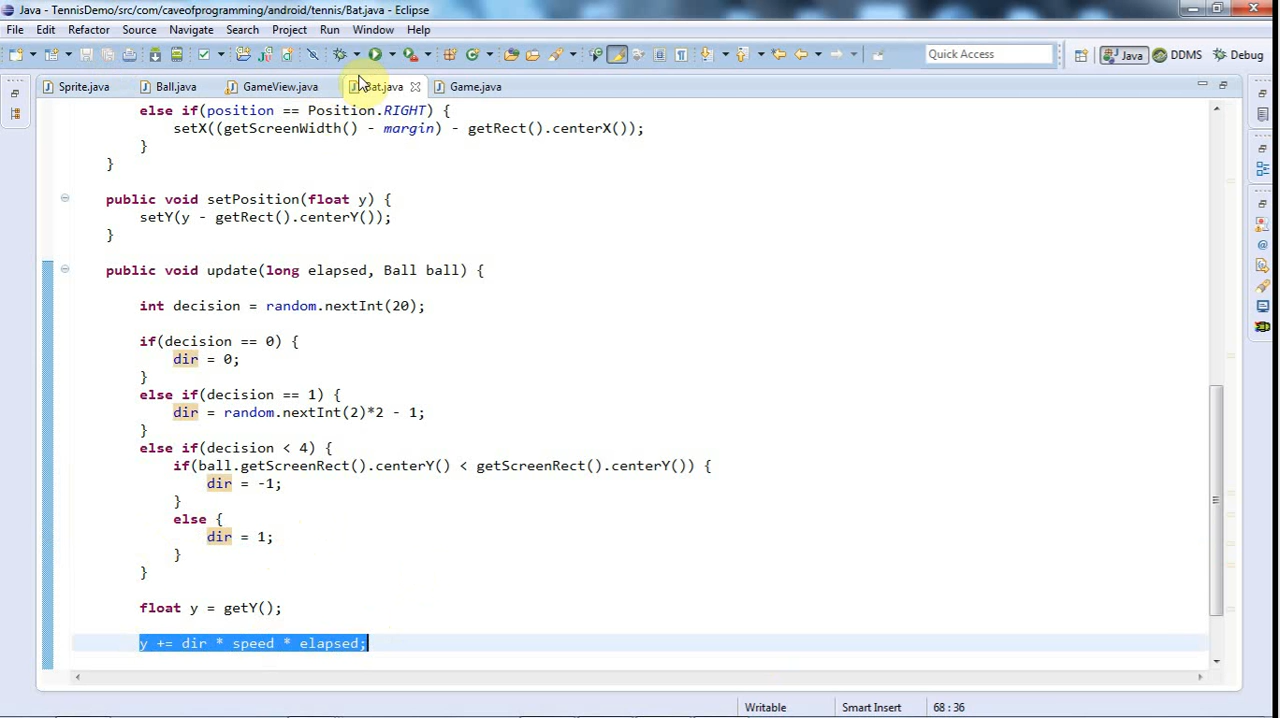 Java - TennisDemo/src/com/caveofprogramming/android/tennis/Bat.java - Eclipse
File Edit Refactor Source Navigate Search Project Run Window Help
Quick Access Java DDMS Debug
Sprite.java Ball.java GameView.java Bat.java Game.java
else if(position == Position.RIGHT) {
setX((getScreenWidth() - margin) - getRect().centerX());
}
}
public void setPosition(float y) {
setY(y - getRect().centerY());
}
public void update(long elapsed, Ball ball) {
int decision = random.nextInt(20);
if(decision == 0) {
dir = 0;
}
else if(decision == 1) {
dir = random.nextInt(2)*2 - 1;
}
else if(decision < 4) {
if(ball.getScreenRect().centerY() < getScreenRect().centerY()) {
dir = -1;
}
else {
dir = 1;
}
}
float y = getY();
y += dir * speed * elapsed;
Writable Smart Insert 68 : 36